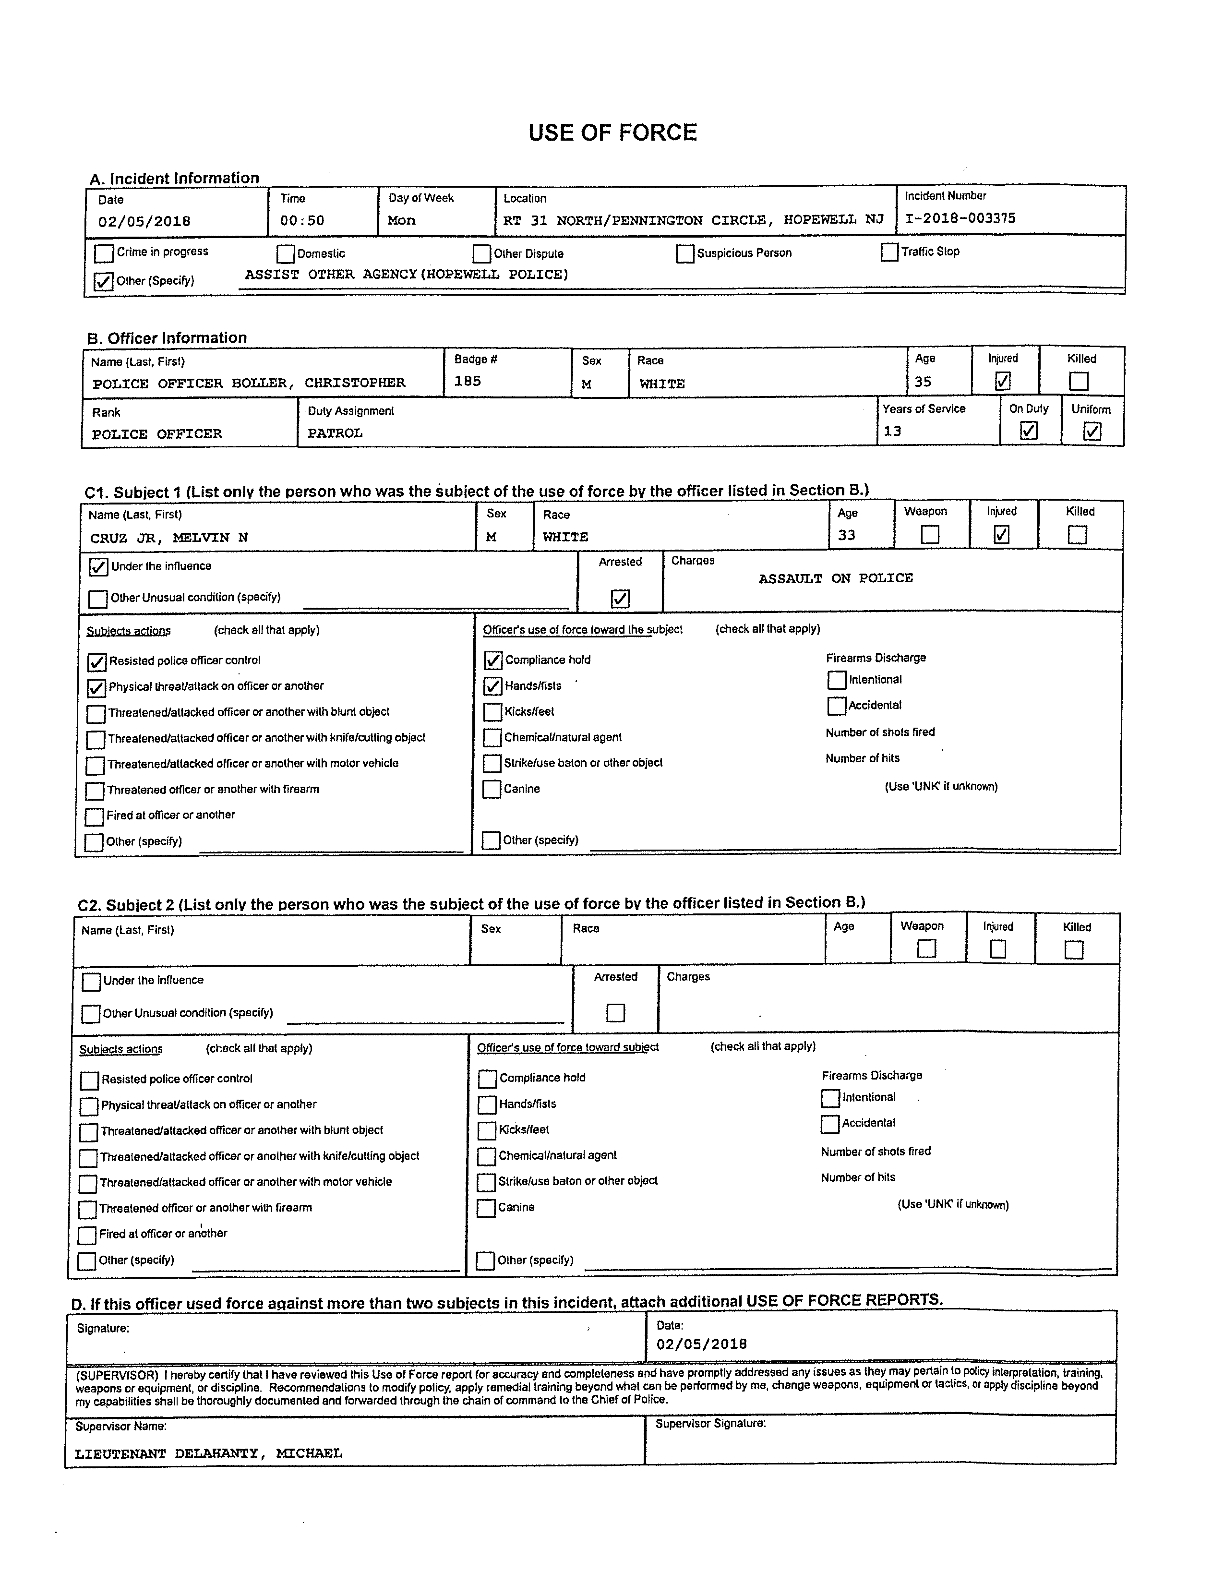 USE OF FORCE
A. Incident Information
Date Time Day of Week Location Incident Number
02/05/2018 00:50 Mon RT 31 NORTH/PENNINGTON CIRCLE, HOPEWELL NJ I-2018-003375
Crime in progress Domestic Other Dispute Suspicious Person Traffic Stop
Other (Specify) ASSIST OTHER AGENCY(HOPEWELL POLICE)
B. Officer Information
Name (Last, First) Badge # Sex Race Age Injured Killed
POLICE OFFICER BOLLER, CHRISTOPHER 185 M WHITE 35
Rank Duty Assignment Years of Service On Duty Uniform
POLICE OFFICER PATROL 13
C1. Subject 1 (List only the person who was the subject of the use of force by the officer listed in Section B.)
Name (Last, First) Sex Race Age Weapon Injured Killed
CRUZ JR, MELVIN N M WHITE 33
Under the influence Arrested Charges
ASSAULT ON POLICE
Other Unusual condition (specify)
Subjects actions (check all that apply) Officer's use of force toward the subject (check all that apply)
Resisted police officer control Compliance hold Firearms Discharge
Physical threat/attack on officer or another Hands/fists Intentional
Threatened/attacked officer or another with blunt object Kicks/feet Accidental
Threatened/attacked officer or another with knife/cutting object Chemical/natural agent Number of shots fired
Threatened/attacked officer or another with motor vehicle Strike/use baton or other object Number of hits
Threatened officer or another with firearm Canine (Use 'UNK' if unknown)
Fired at officer or another
Other (specify) Other (specify)
C2. Subject 2 (List only the person who was the subject of the use of force by the officer listed in Section B.)
Name (Last, First) Sex Race Age Weapon Injured Killed
Under the influence Arrested Charges
Other Unusual condition (specify)
Subjects actions (check all that apply) Officer's use of force toward subject (check all that apply)
Resisted police officer control Compliance hold Firearms Discharge
Physical threat/attack on officer or another Hands/fists Intentional
Threatened/attacked officer or another with blunt object Kicks/feet Accidental
Threatened/attacked officer or another with knife/cutting object Chemical/natural agent Number of shots fired
Threatened/attacked officer or another with motor vehicle Strike/use baton or other object Number of hits
Threatened officer or another with firearm Canine (Use 'UNK' if unknown)
Fired at officer or another
Other (specify) Other (specify)
D. If this officer used force against more than two subjects in this incident, attach additional USE OF FORCE REPORTS.
Signature: Date:
02/05/2018
(SUPERVISOR) I hereby certify that I have reviewed this Use of Force report for accuracy and completeness and have promptly addressed any issues as they may pertain to policy interpretation, training,
weapons or equipment, or discipline. Recommendations to modify policy, apply remedial training beyond what can be performed by me, change weapons, equipment or tactics, or apply discipline beyond
my capabilities shall be thoroughly documented and forwarded through the chain of command to the Chief of Police.
Supervisor Name: Supervisor Signature:
LIEUTENANT DELAHANTY, MICHAEL